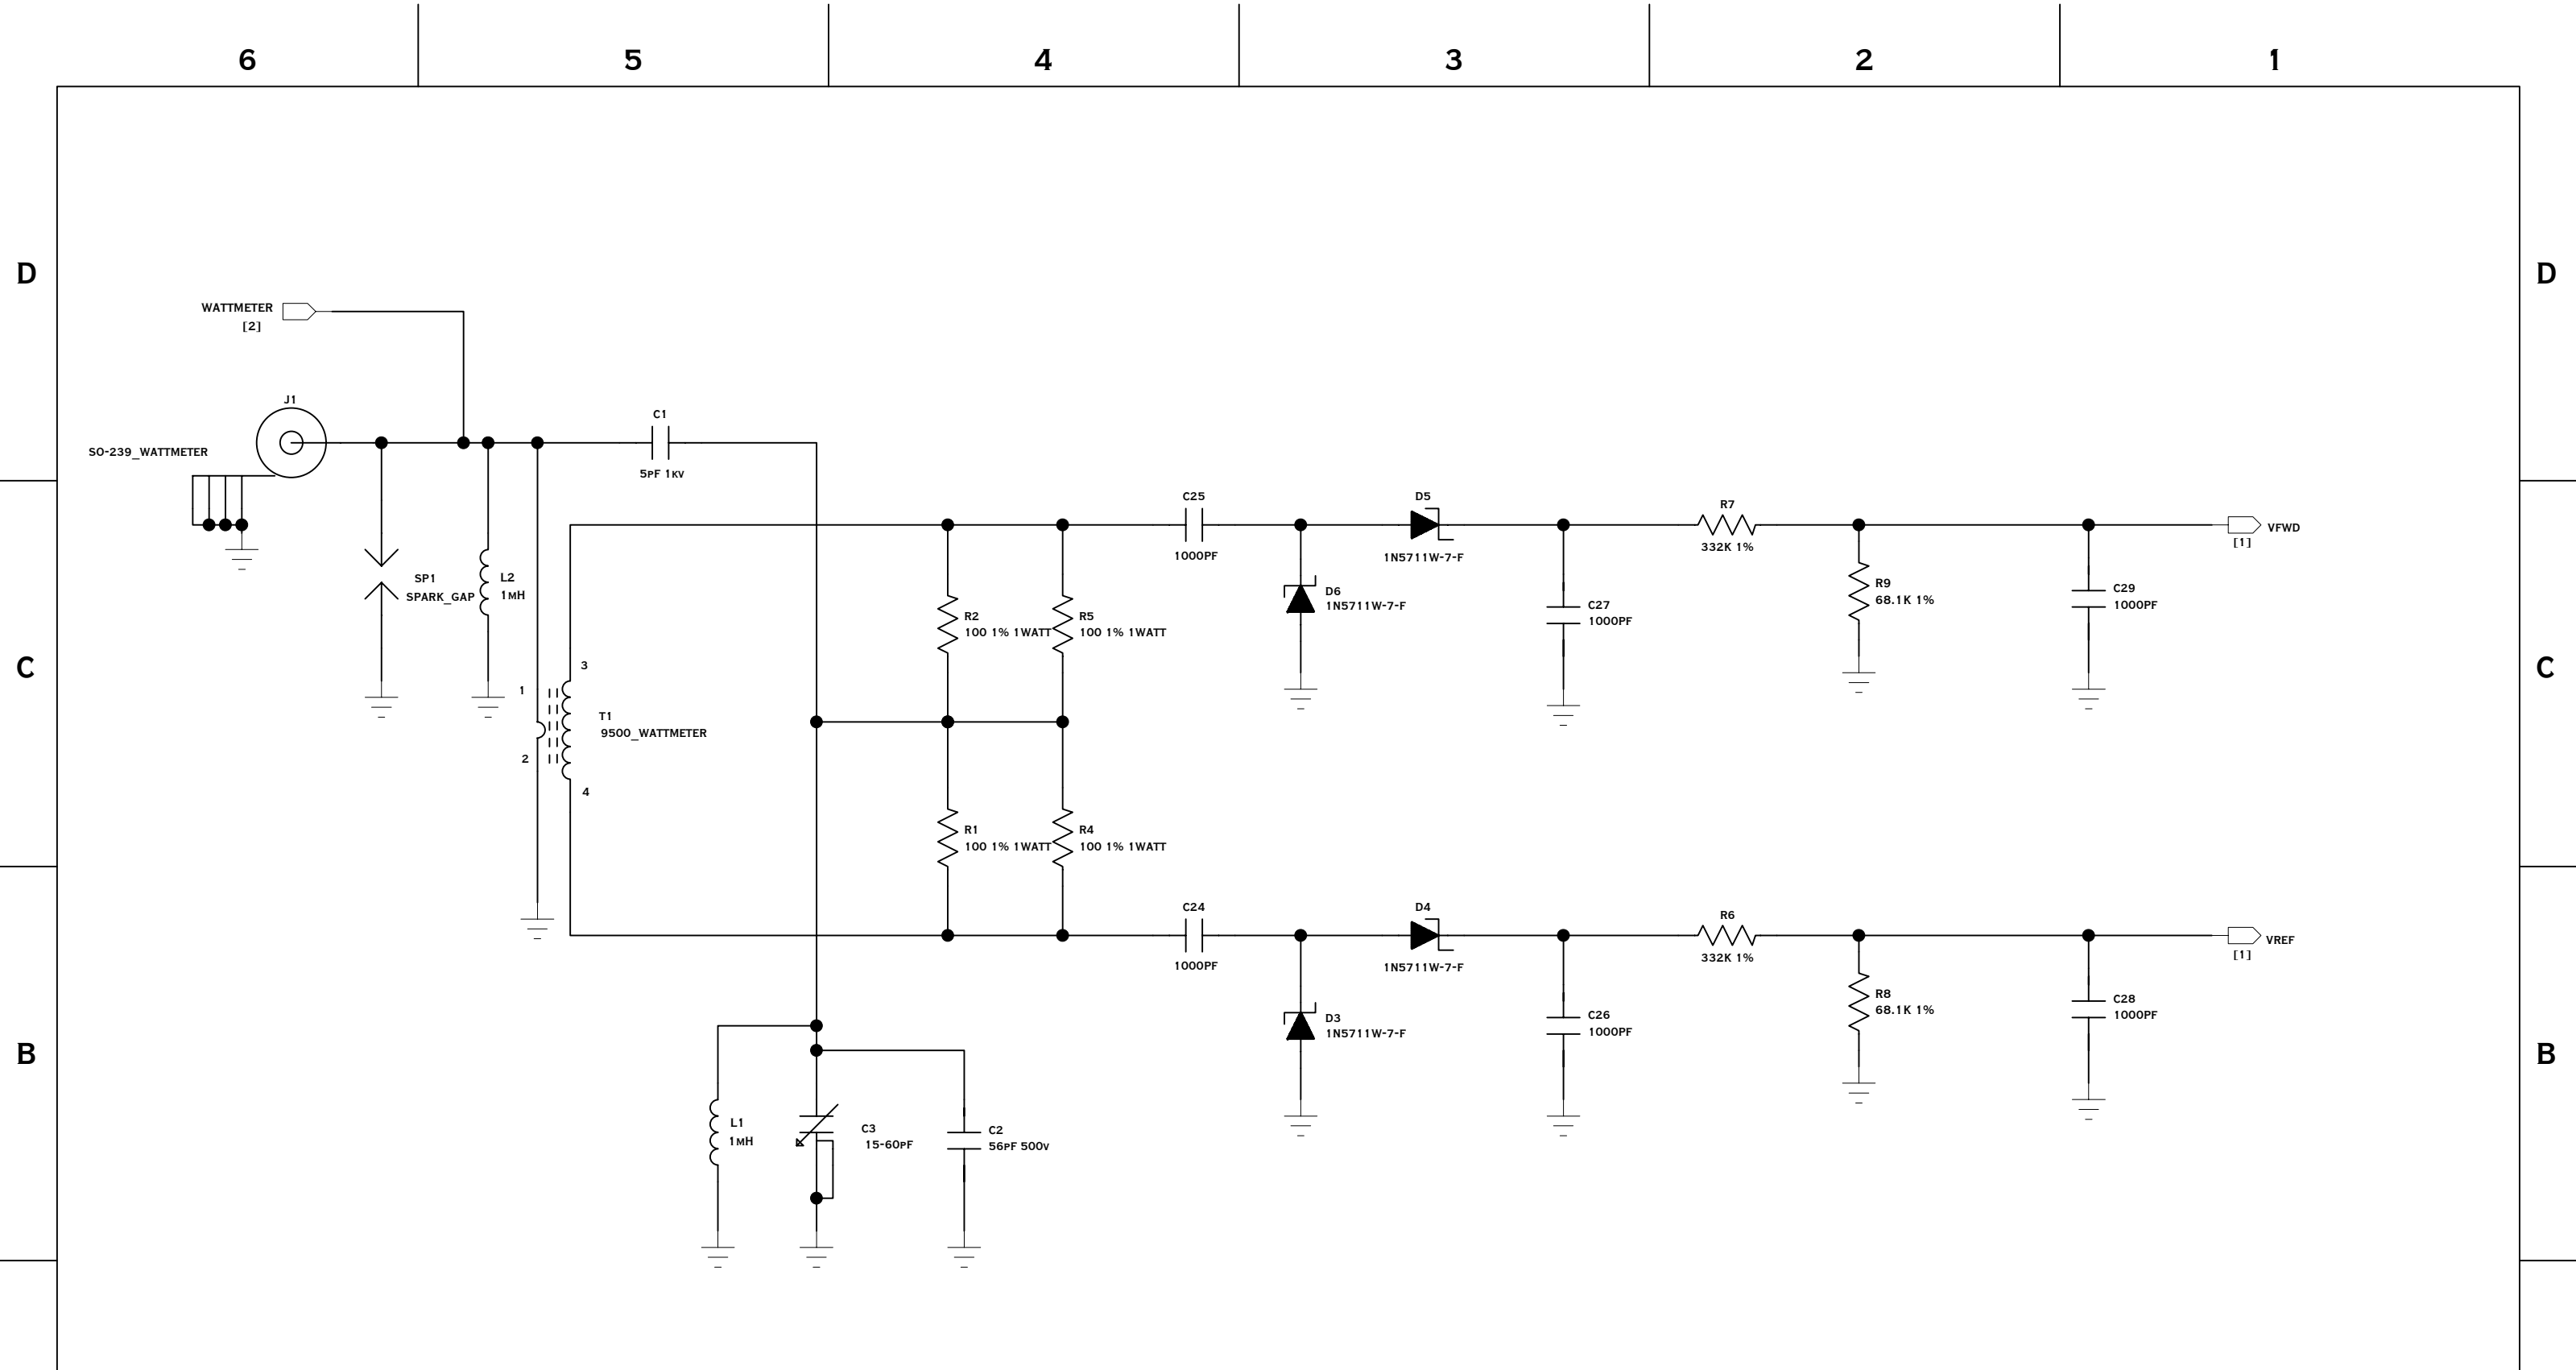 6 5 4 3 2 1
D D
WATTMETER
[2]
J1
SO-239_WATTMETER
C1
5PF 1KV
C25
1000PF
D5
1N5711W-7-F
R7
332K 1%
VFWD
[1]
SP1
SPARK_GAP
L2
1MH
D6
1N5711W-7-F
C27
1000PF
R9
68.1K 1%
C29
1000PF
R2
100 1% 1WATT
R5
100 1% 1WATT
C C
3
1
T1
9500_WATTMETER
2
4
R1
100 1% 1WATT
R4
100 1% 1WATT
C24
1000PF
D4
1N5711W-7-F
R6
332K 1%
VREF
[1]
D3
1N5711W-7-F
C26
1000PF
R8
68.1K 1%
C28
1000PF
B B
L1
1MH
C3
15-60PF
C2
56PF 500V